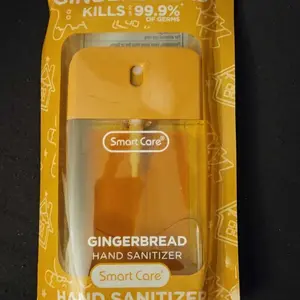 KILLS 99.9%
OF GERMS
Smart Care®
GINGERBREAD
HAND SANITIZER
Smart Care®
HAND SANITIZER